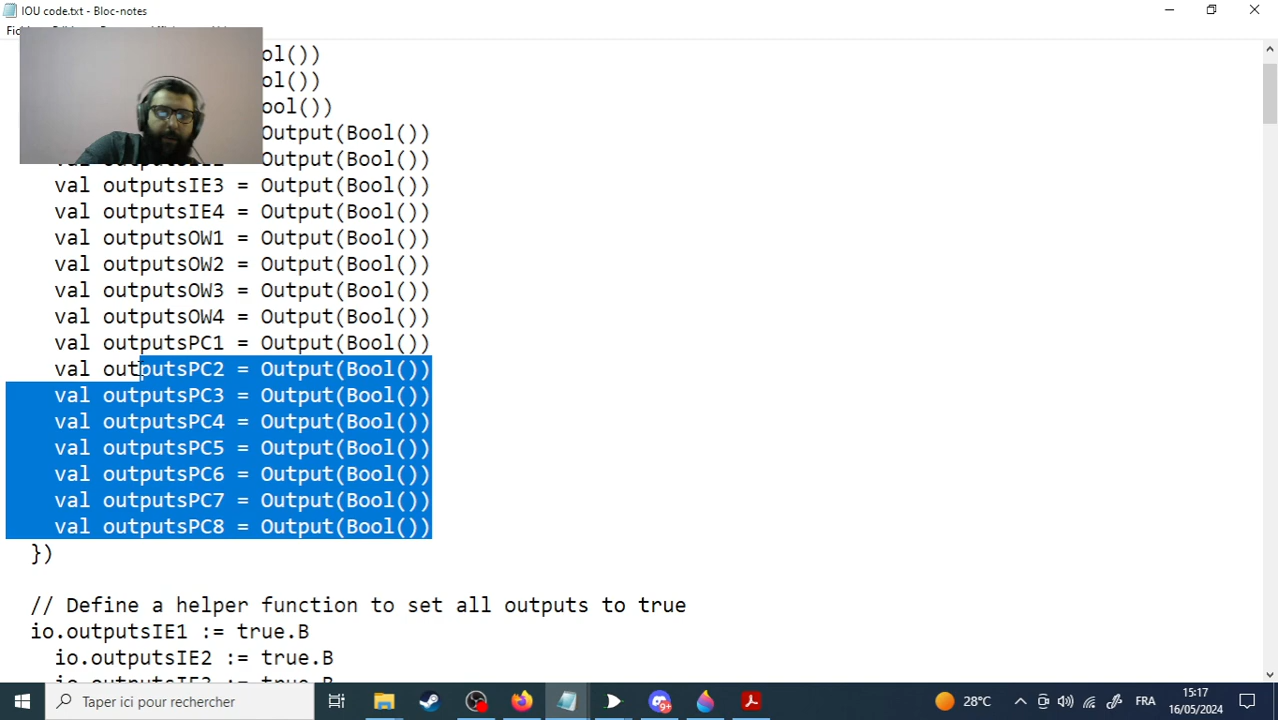 IOU code.txt - Bloc-notes
ol())
ol())
ool())
Output(Bool())
= Output(Bool())
val outputsIE3 = Output(Bool())
val outputsIE4 = Output(Bool())
val outputsOW1 = Output(Bool())
val outputsOW2 = Output(Bool())
val outputsOW3 = Output(Bool())
val outputsOW4 = Output(Bool())
val outputsPC1 = Output(Bool())
val outputsPC2 = Output(Bool())
val outputsPC3 = Output(Bool())
val outputsPC4 = Output(Bool())
val outputsPC5 = Output(Bool())
val outputsPC6 = Output(Bool())
val outputsPC7 = Output(Bool())
val outputsPC8 = Output(Bool())
})
// Define a helper function to set all outputs to true
io.outputsIE1 := true.B
io.outputsIE2 := true.B
io.outputsIE3 := true.B
Taper ici pour rechercher
9+
28°C
FRA
15:17
16/05/2024